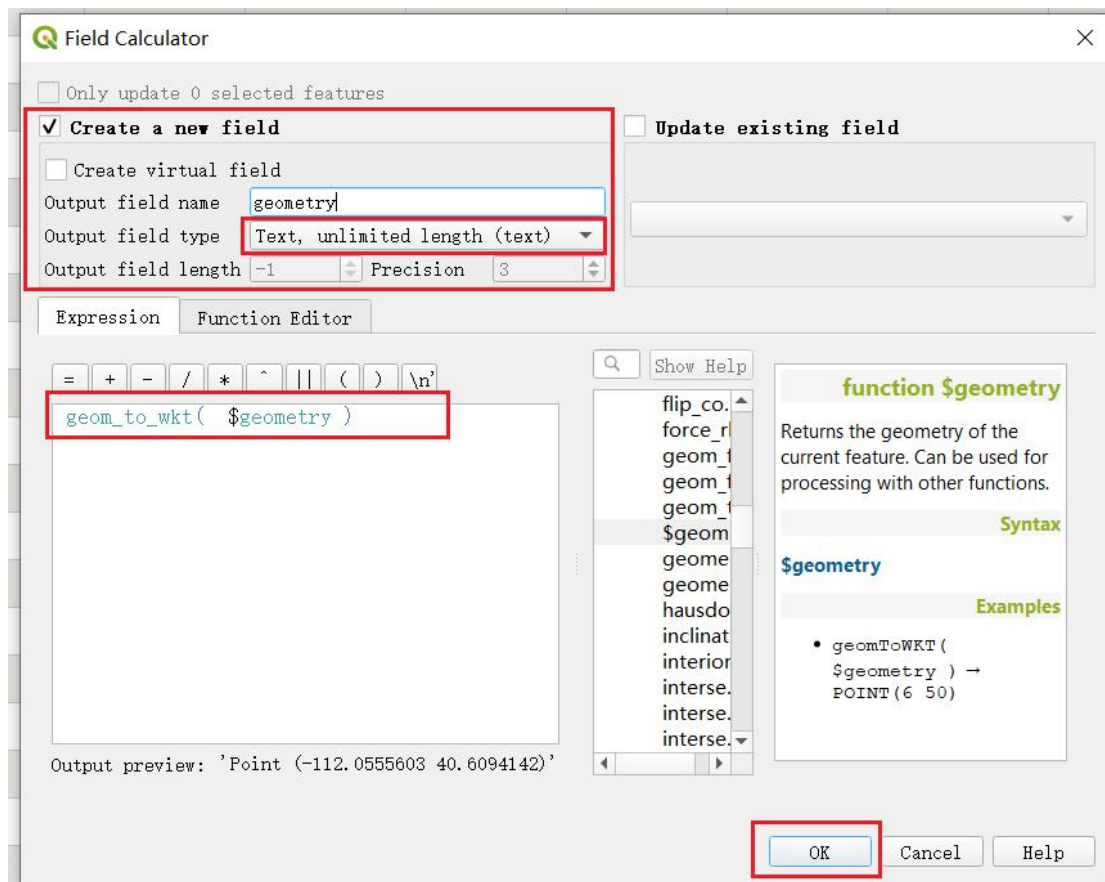 Field Calculator
Only update 0 selected features
Create a new field
Update existing field
Create virtual field
Output field name geometry
Output field type Text, unlimited length (text)
Output field length -1 Precision 3
Expression Function Editor
= + - / * ^ || ( ) \n'
Show Help
geom_to_wkt( $geometry )
flip_co.
force_rl
geom_f
geom_f
geom_t
$geom
geome
geome
hausdo
inclinat
interior
interse.
interse.
interse.
function $geometry
Returns the geometry of the
current feature. Can be used for
processing with other functions.
Syntax
$geometry
Examples
• geomToWKT(
$geometry ) →
POINT(6 50)
Output preview: 'Point (-112.0555603 40.6094142)'
OK Cancel Help